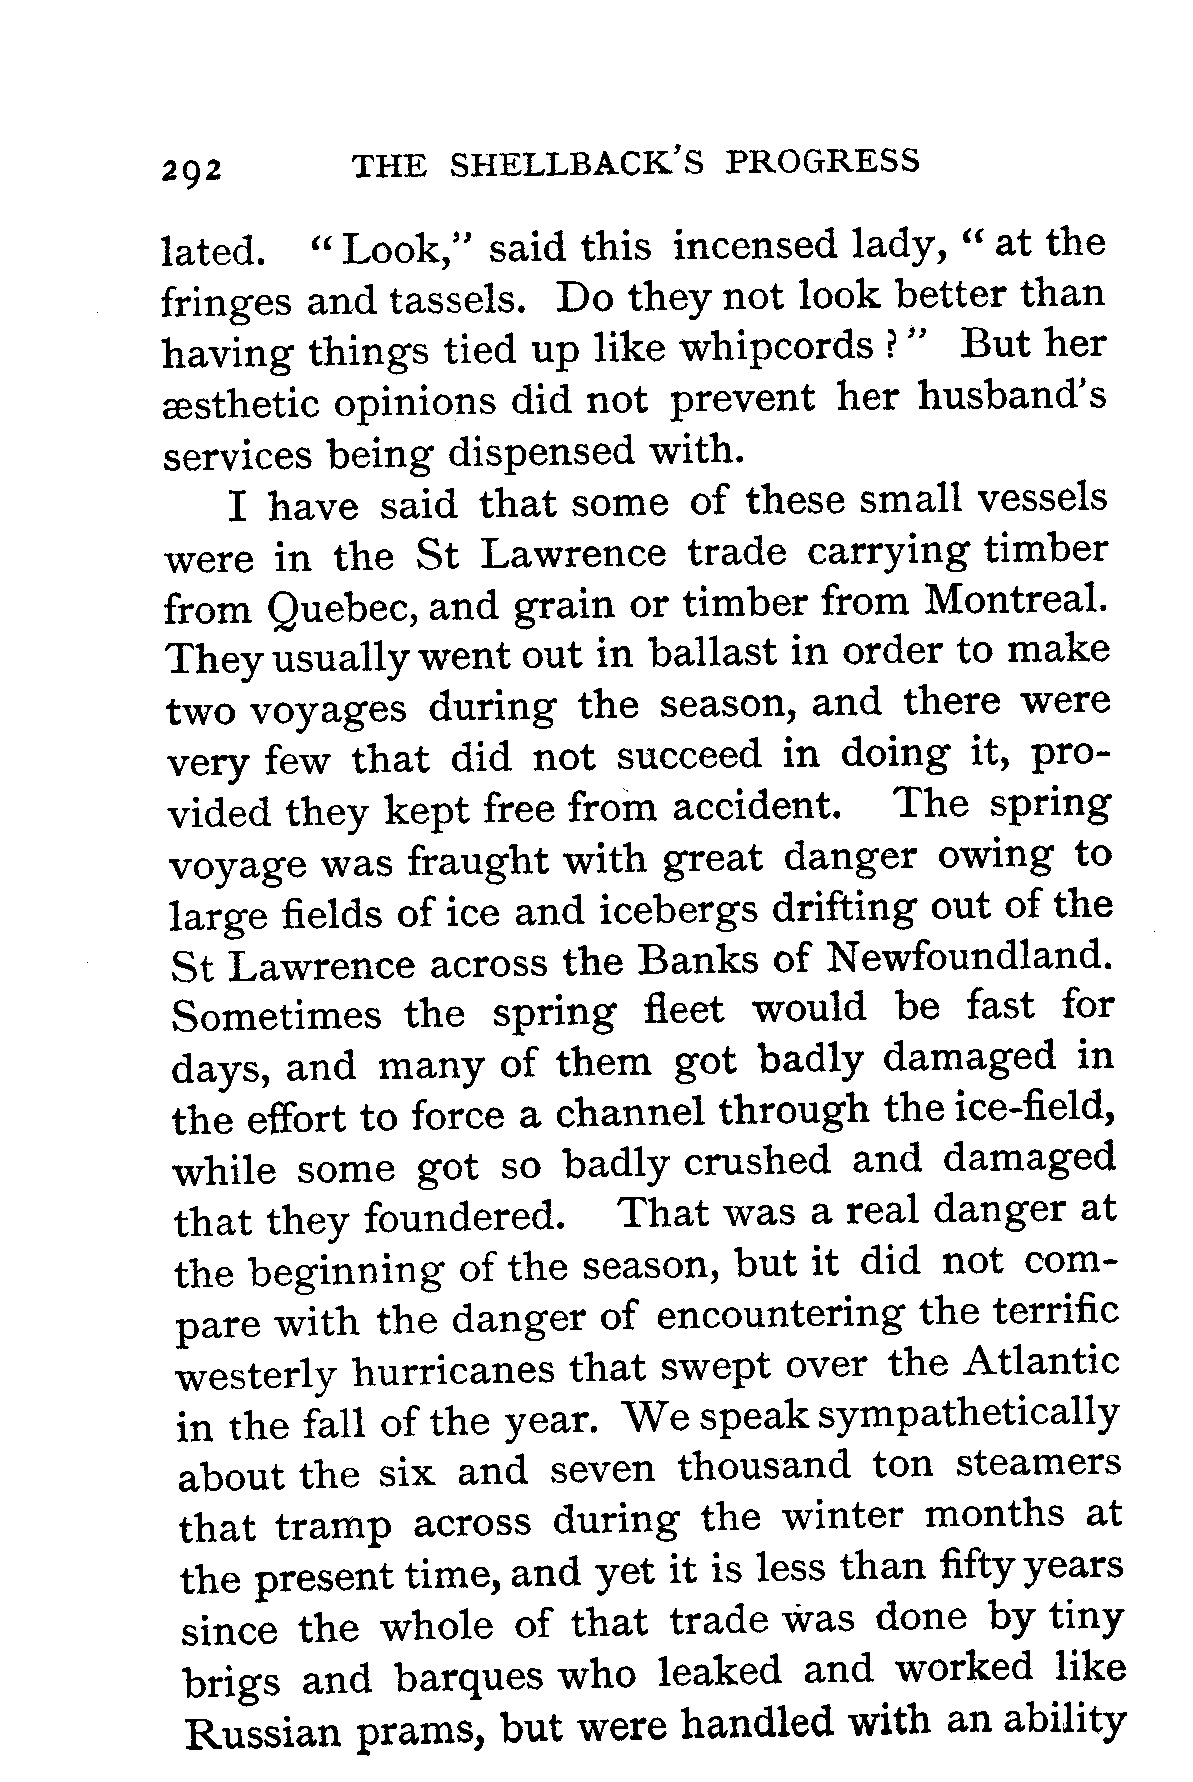 292 THE SHELLBACK'S PROGRESS
lated. “Look,” said this incensed lady, “at the
fringes and tassels. Do they not look better than
having things tied up like whipcords?” But her
æsthetic opinions did not prevent her husband's
services being dispensed with.
I have said that some of these small vessels
were in the St Lawrence trade carrying timber
from Quebec, and grain or timber from Montreal.
They usually went out in ballast in order to make
two voyages during the season, and there were
very few that did not succeed in doing it, pro-
vided they kept free from accident. The spring
voyage was fraught with great danger owing to
large fields of ice and icebergs drifting out of the
St Lawrence across the Banks of Newfoundland.
Sometimes the spring fleet would be fast for
days, and many of them got badly damaged in
the effort to force a channel through the ice-field,
while some got so badly crushed and damaged
that they foundered. That was a real danger at
the beginning of the season, but it did not com-
pare with the danger of encountering the terrific
westerly hurricanes that swept over the Atlantic
in the fall of the year. We speak sympathetically
about the six and seven thousand ton steamers
that tramp across during the winter months at
the present time, and yet it is less than fifty years
since the whole of that trade was done by tiny
brigs and barques who leaked and worked like
Russian prams, but were handled with an ability